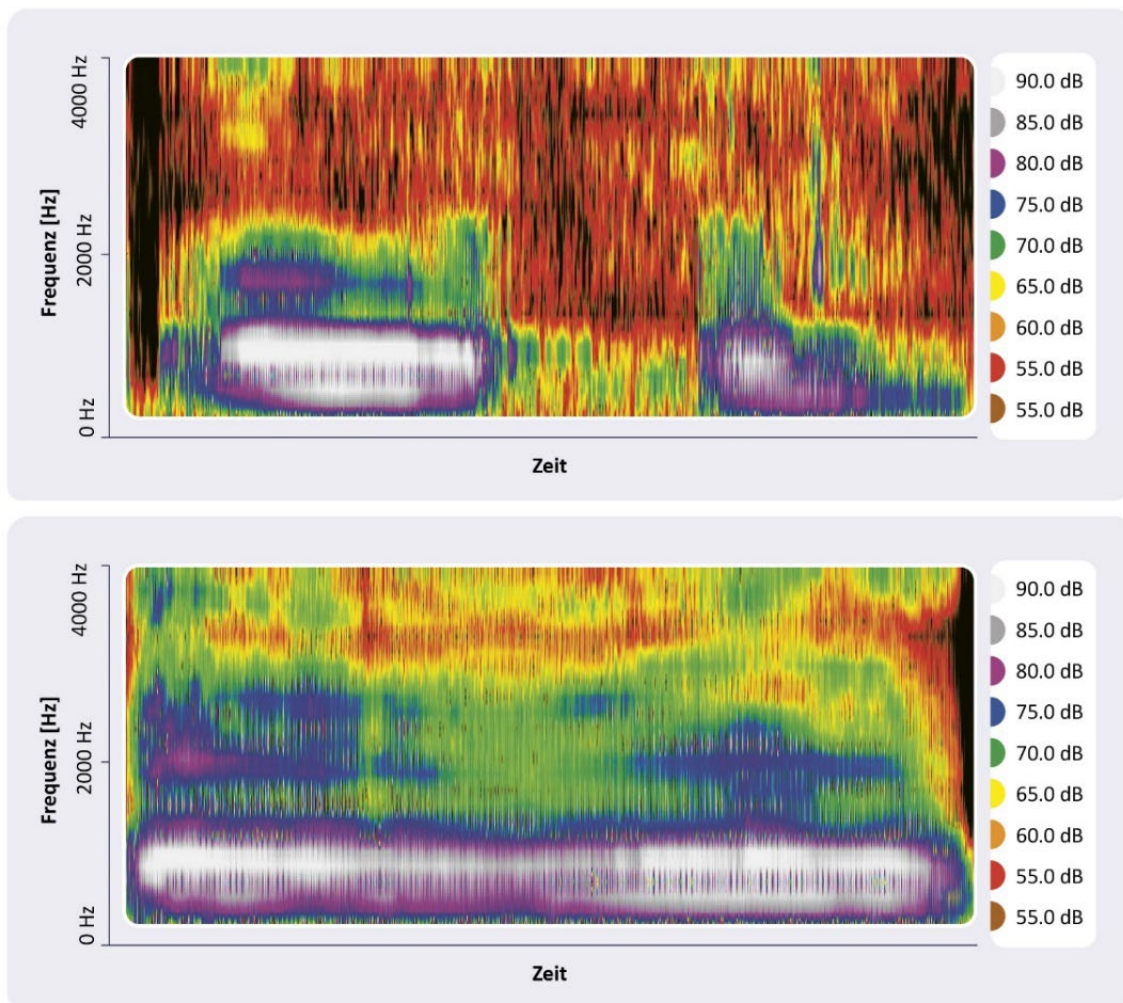 4000 Hz
Frequenz [Hz]
2000 Hz
0 Hz
Zeit
90.0 dB
85.0 dB
80.0 dB
75.0 dB
70.0 dB
65.0 dB
60.0 dB
55.0 dB
55.0 dB
4000 Hz
Frequenz [Hz]
2000 Hz
0 Hz
Zeit
90.0 dB
85.0 dB
80.0 dB
75.0 dB
70.0 dB
65.0 dB
60.0 dB
55.0 dB
55.0 dB